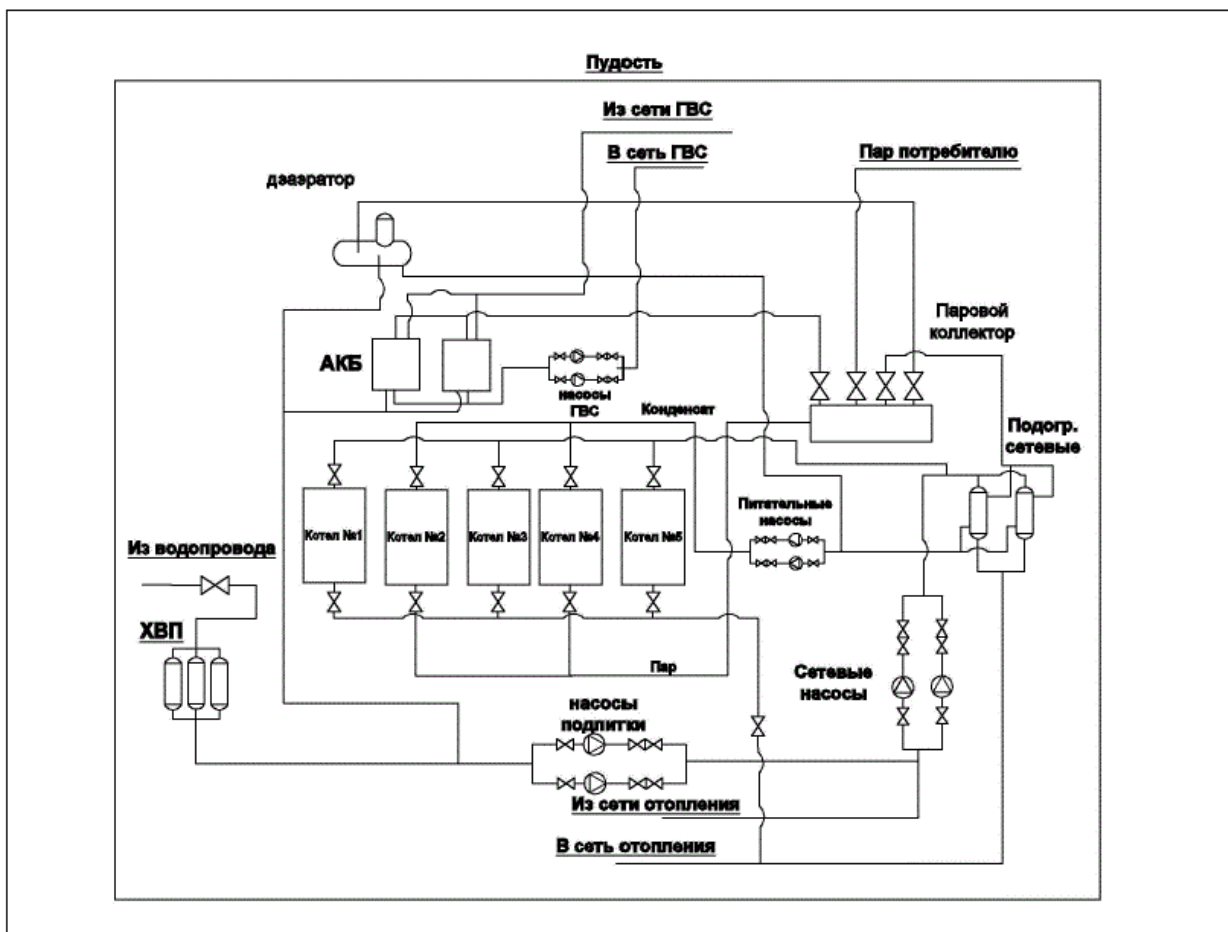 Пудость
Из сети ГВС
В сеть ГВС
Пар потребителю
дэаэратор
Паровой
коллектор
АКБ
насосы
ГВС
Конденсат
Подогр.
сетевые
Питательные
насосы
Котел №1
Котел №2
Котел №3
Котел №4
Котел №5
Из водопровода
ХВП
Пар
Сетевые
насосы
насосы
подпитки
Из сети отопления
В сеть отопления